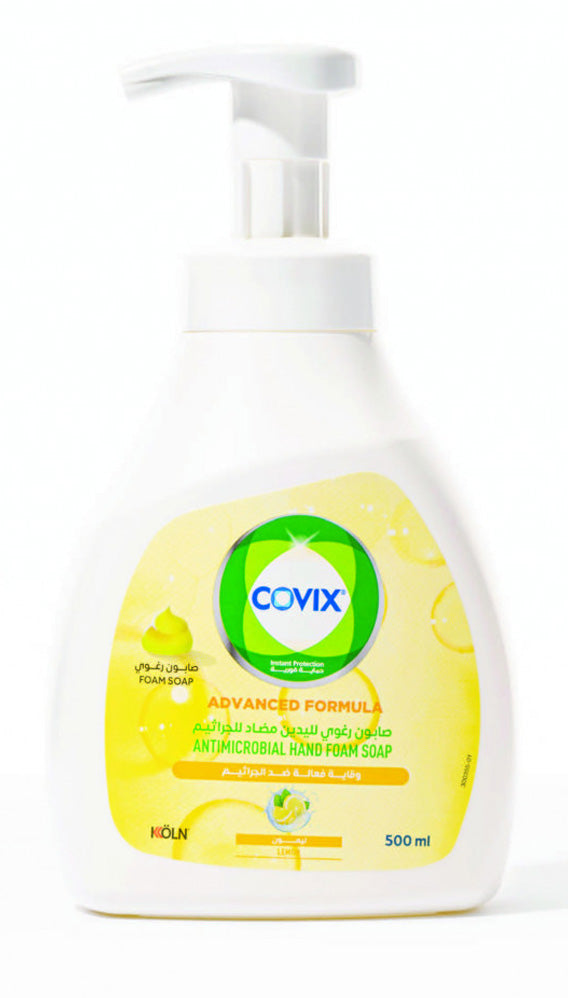 COVIX®
Instant Protection
حماية فورية
صابون رغوي
FOAM SOAP
ADVANCED FORMULA
صابون رغوي لليدين مضاد للجراثيم
ANTIMICROBIAL HAND FOAM SOAP
وقاية فعالة ضد الجراثيم
KÖLN
ليمون
LEMON
500 ml